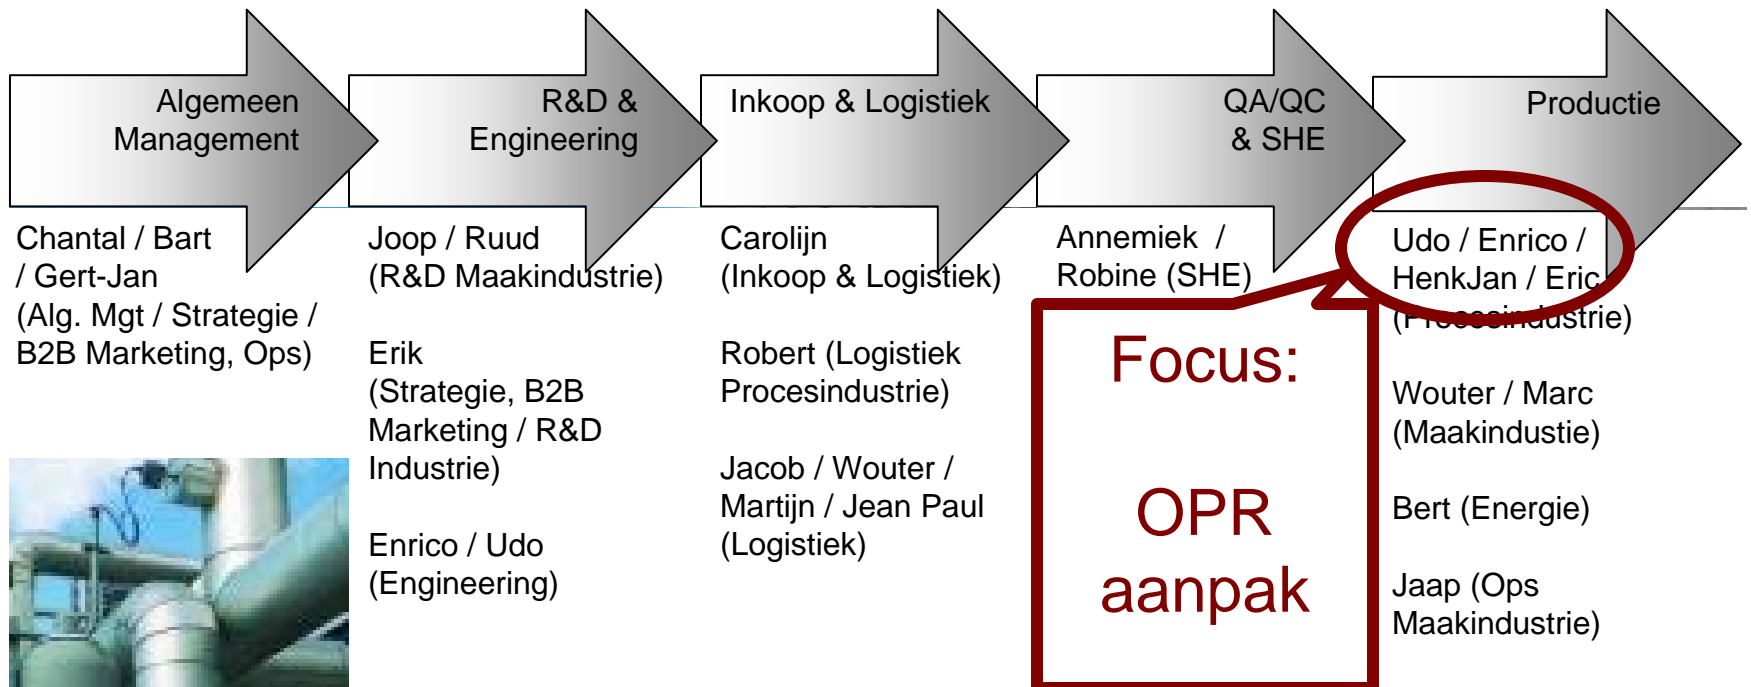 Algemeen
Management
R&D &
Engineering
Inkoop & Logistiek
QA/QC
& SHE
Productie
Chantal / Bart
/ Gert-Jan
(Alg. Mgt / Strategie /
B2B Marketing, Ops)
Joop / Ruud
(R&D Maakindustrie)
Erik
(Strategie, B2B
Marketing / R&D
Industrie)
Enrico / Udo
(Engineering)
Carolijn
(Inkoop & Logistiek)
Robert (Logistiek
Procesindustrie)
Jacob / Wouter /
Martijn / Jean Paul
(Logistiek)
Annemiek /
Robine (SHE)
Focus:
OPR
aanpak
Udo / Enrico /
HenkJan / Eric
(Procesindustrie)
Wouter / Marc
(Maakindustie)
Bert (Energie)
Jaap (Ops
Maakindustrie)